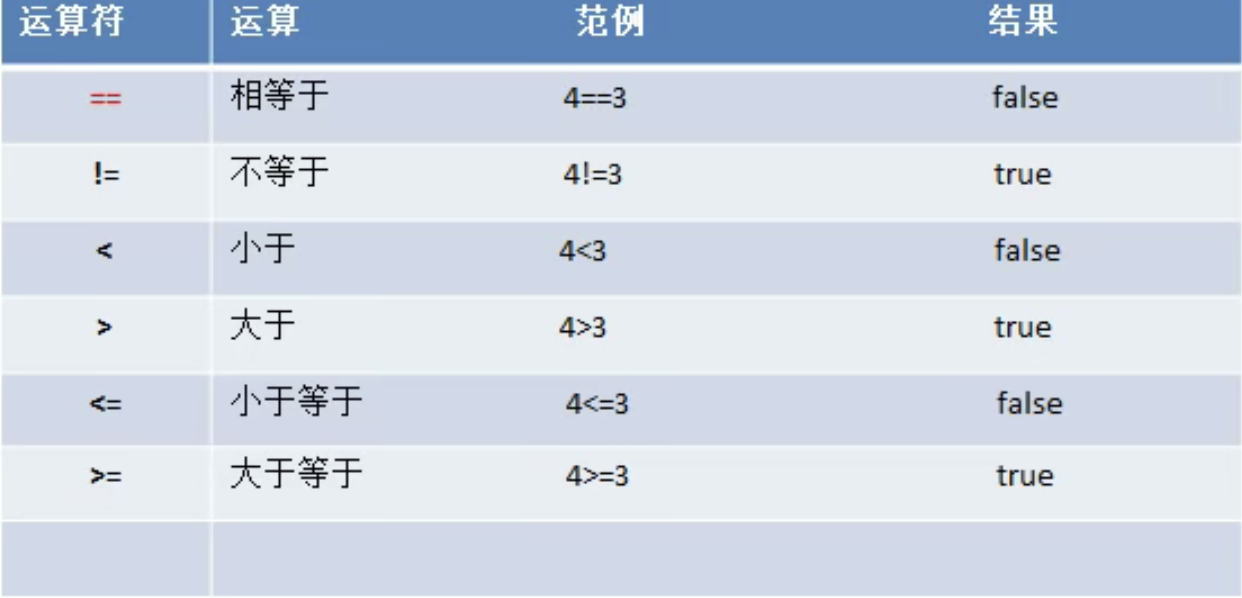 运算符 运算 范例 结果
== 相等于 4==3 false
!= 不等于 4!=3 true
< 小于 4<3 false
> 大于 4>3 true
<= 小于等于 4<=3 false
>= 大于等于 4>=3 true